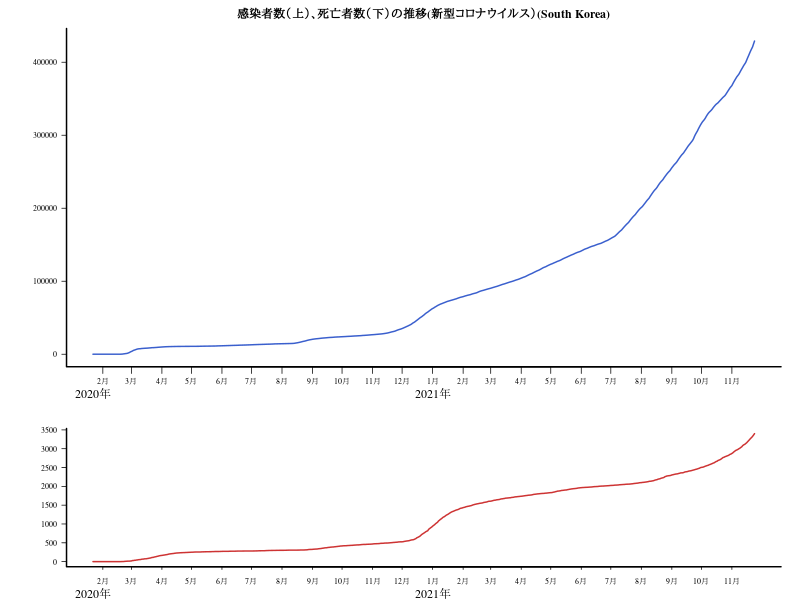 感染者数(上)、死亡者数(下)の推移(新型コロナウイルス)(South Korea)
400000
300000
200000
100000
0
2月 3月 4月 5月 6月 7月 8月 9月 10月 11月 12月 1月 2月 3月 4月 5月 6月 7月 8月 9月 10月 11月
2020年 2021年
3500
3000
2500
2000
1500
1000
500
0
2月 3月 4月 5月 6月 7月 8月 9月 10月 11月 12月 1月 2月 3月 4月 5月 6月 7月 8月 9月 10月 11月
2020年 2021年